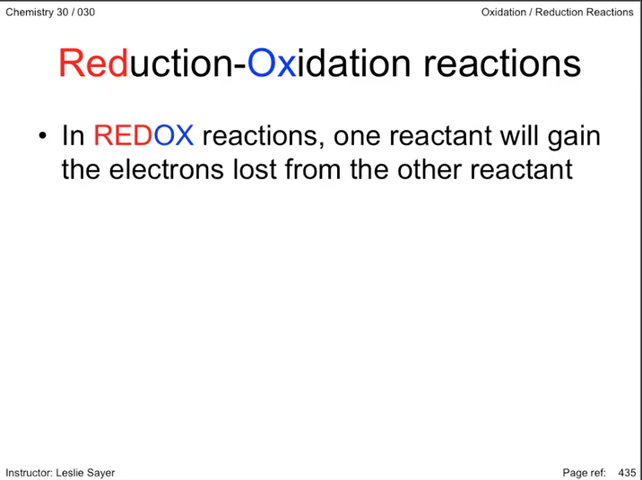 Chemistry 30 / 030
Oxidation / Reduction Reactions
Reduction-Oxidation reactions
• In REDOX reactions, one reactant will gain
the electrons lost from the other reactant
Instructor: Leslie Sayer
Page ref: 435